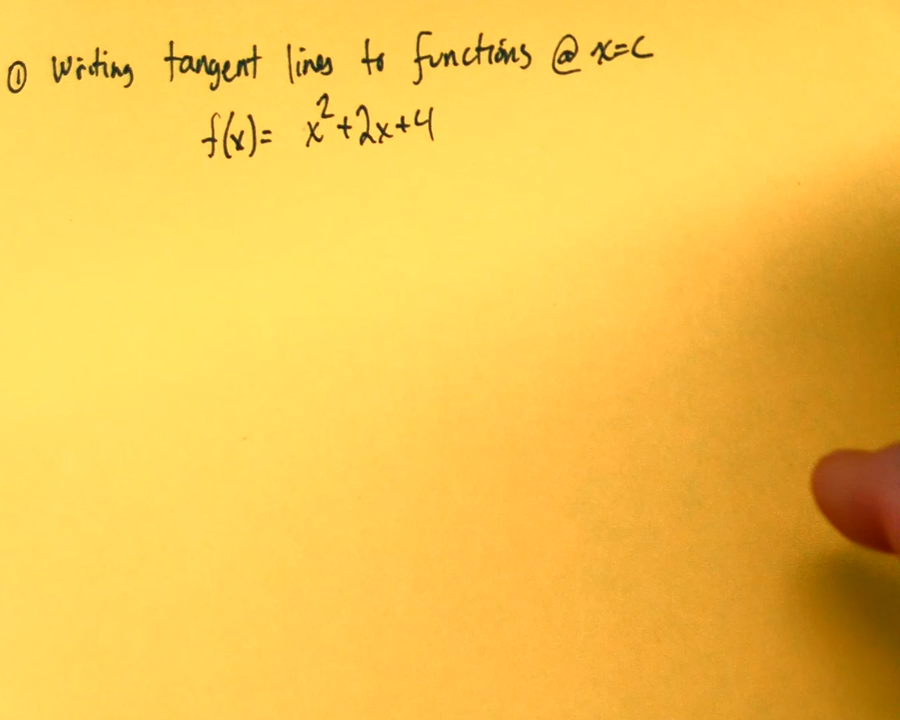 ① Writing tangent lines to functions @ x=c
f(x)= x²+2x+4